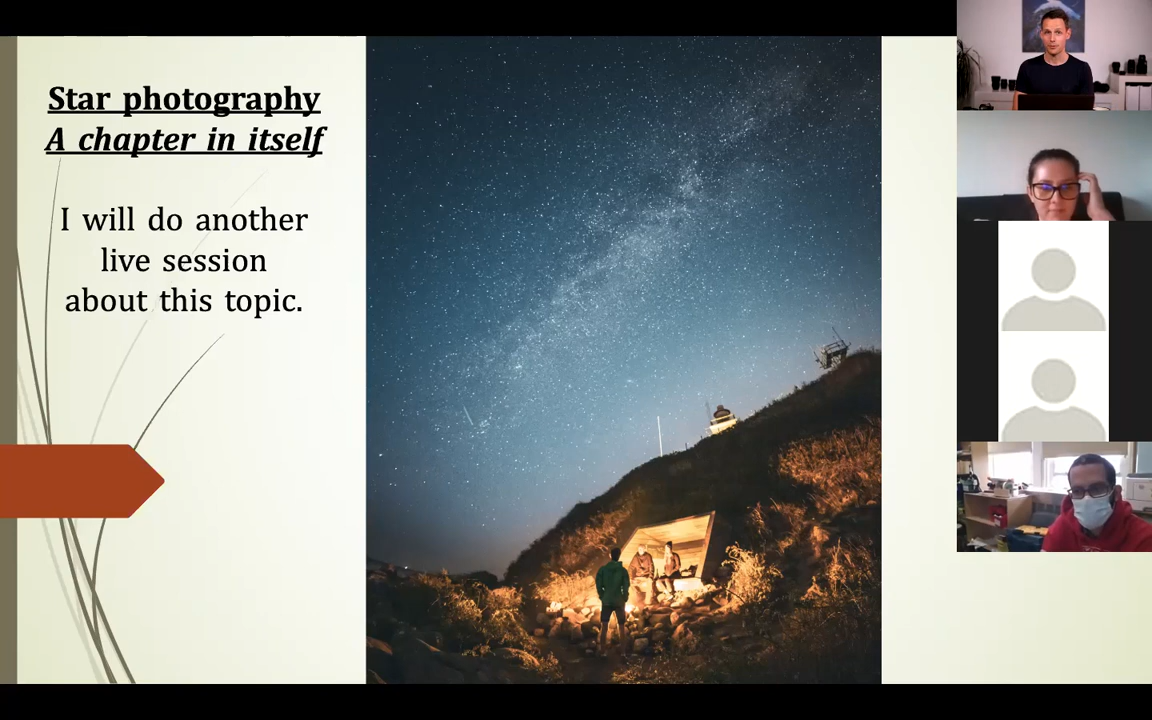 Star photography
A chapter in itself
I will do another
live session
about this topic.